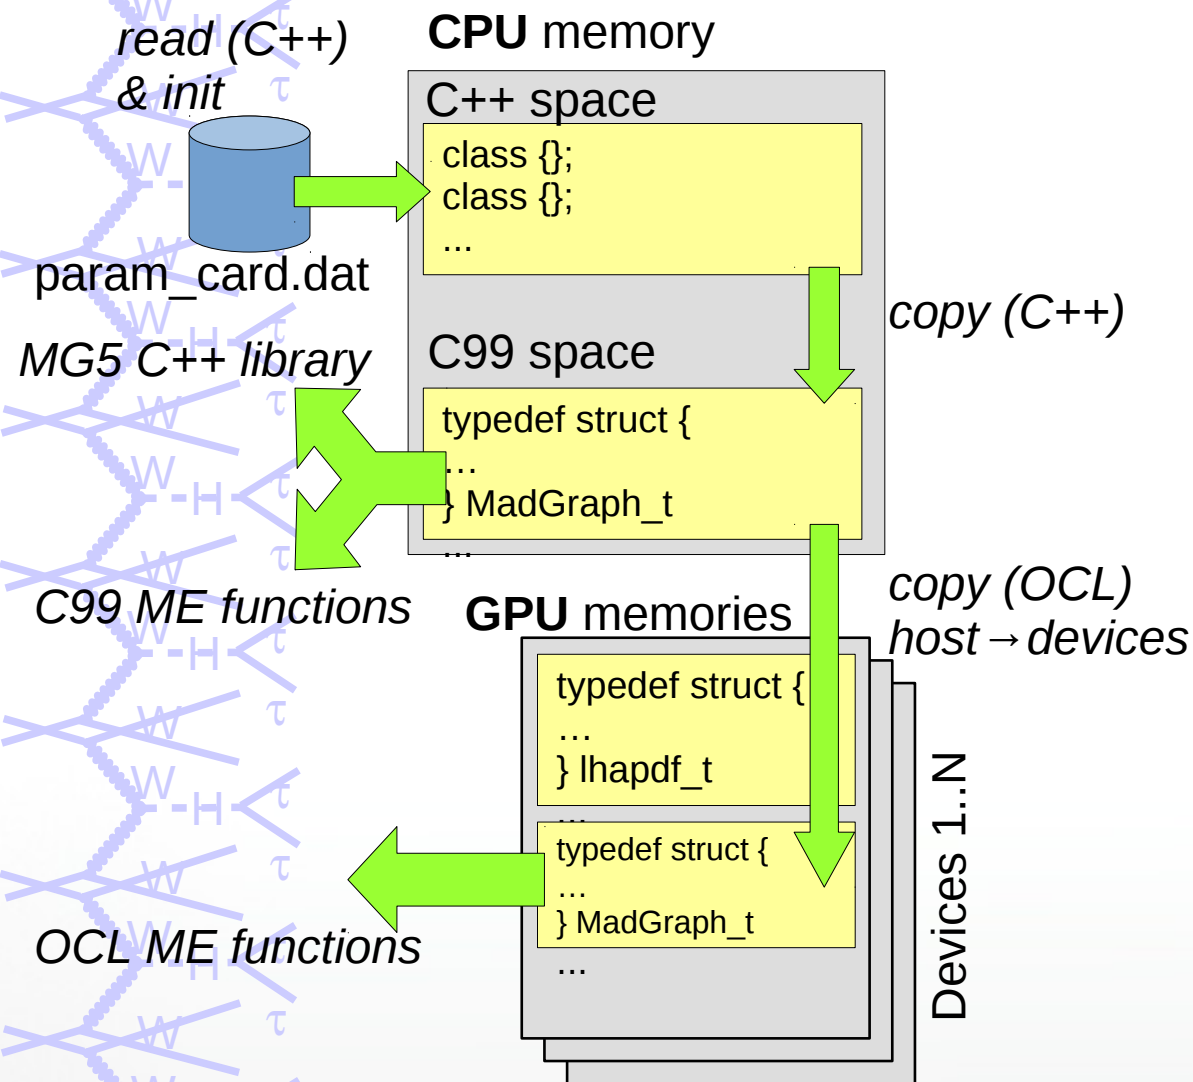 read (C++)
& init
CPU memory
C++ space
class {};
class {};
...
param_card.dat
copy (C++)
MG5 C++ library
C99 space
typedef struct {
…
} MadGraph_t
...
C99 ME functions
copy (OCL)
host→devices
GPU memories
typedef struct {
…
} lhapdf_t
...
typedef struct {
…
} MadGraph_t
...
OCL ME functions
Devices 1..N
W
H
τ
τ
W
W
W
H
τ
τ
W
W
H
τ
τ
W
H
τ
τ
W
W
H
τ
τ
W
W
H
τ
W